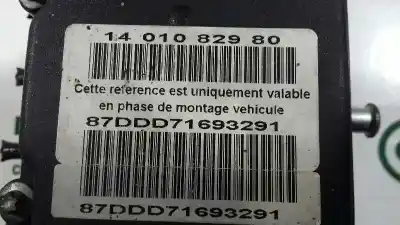 14 010 829 80
Cette reference est uniquement valable
en phase de montage vehicule
87DDD71693291
87DDD71693291